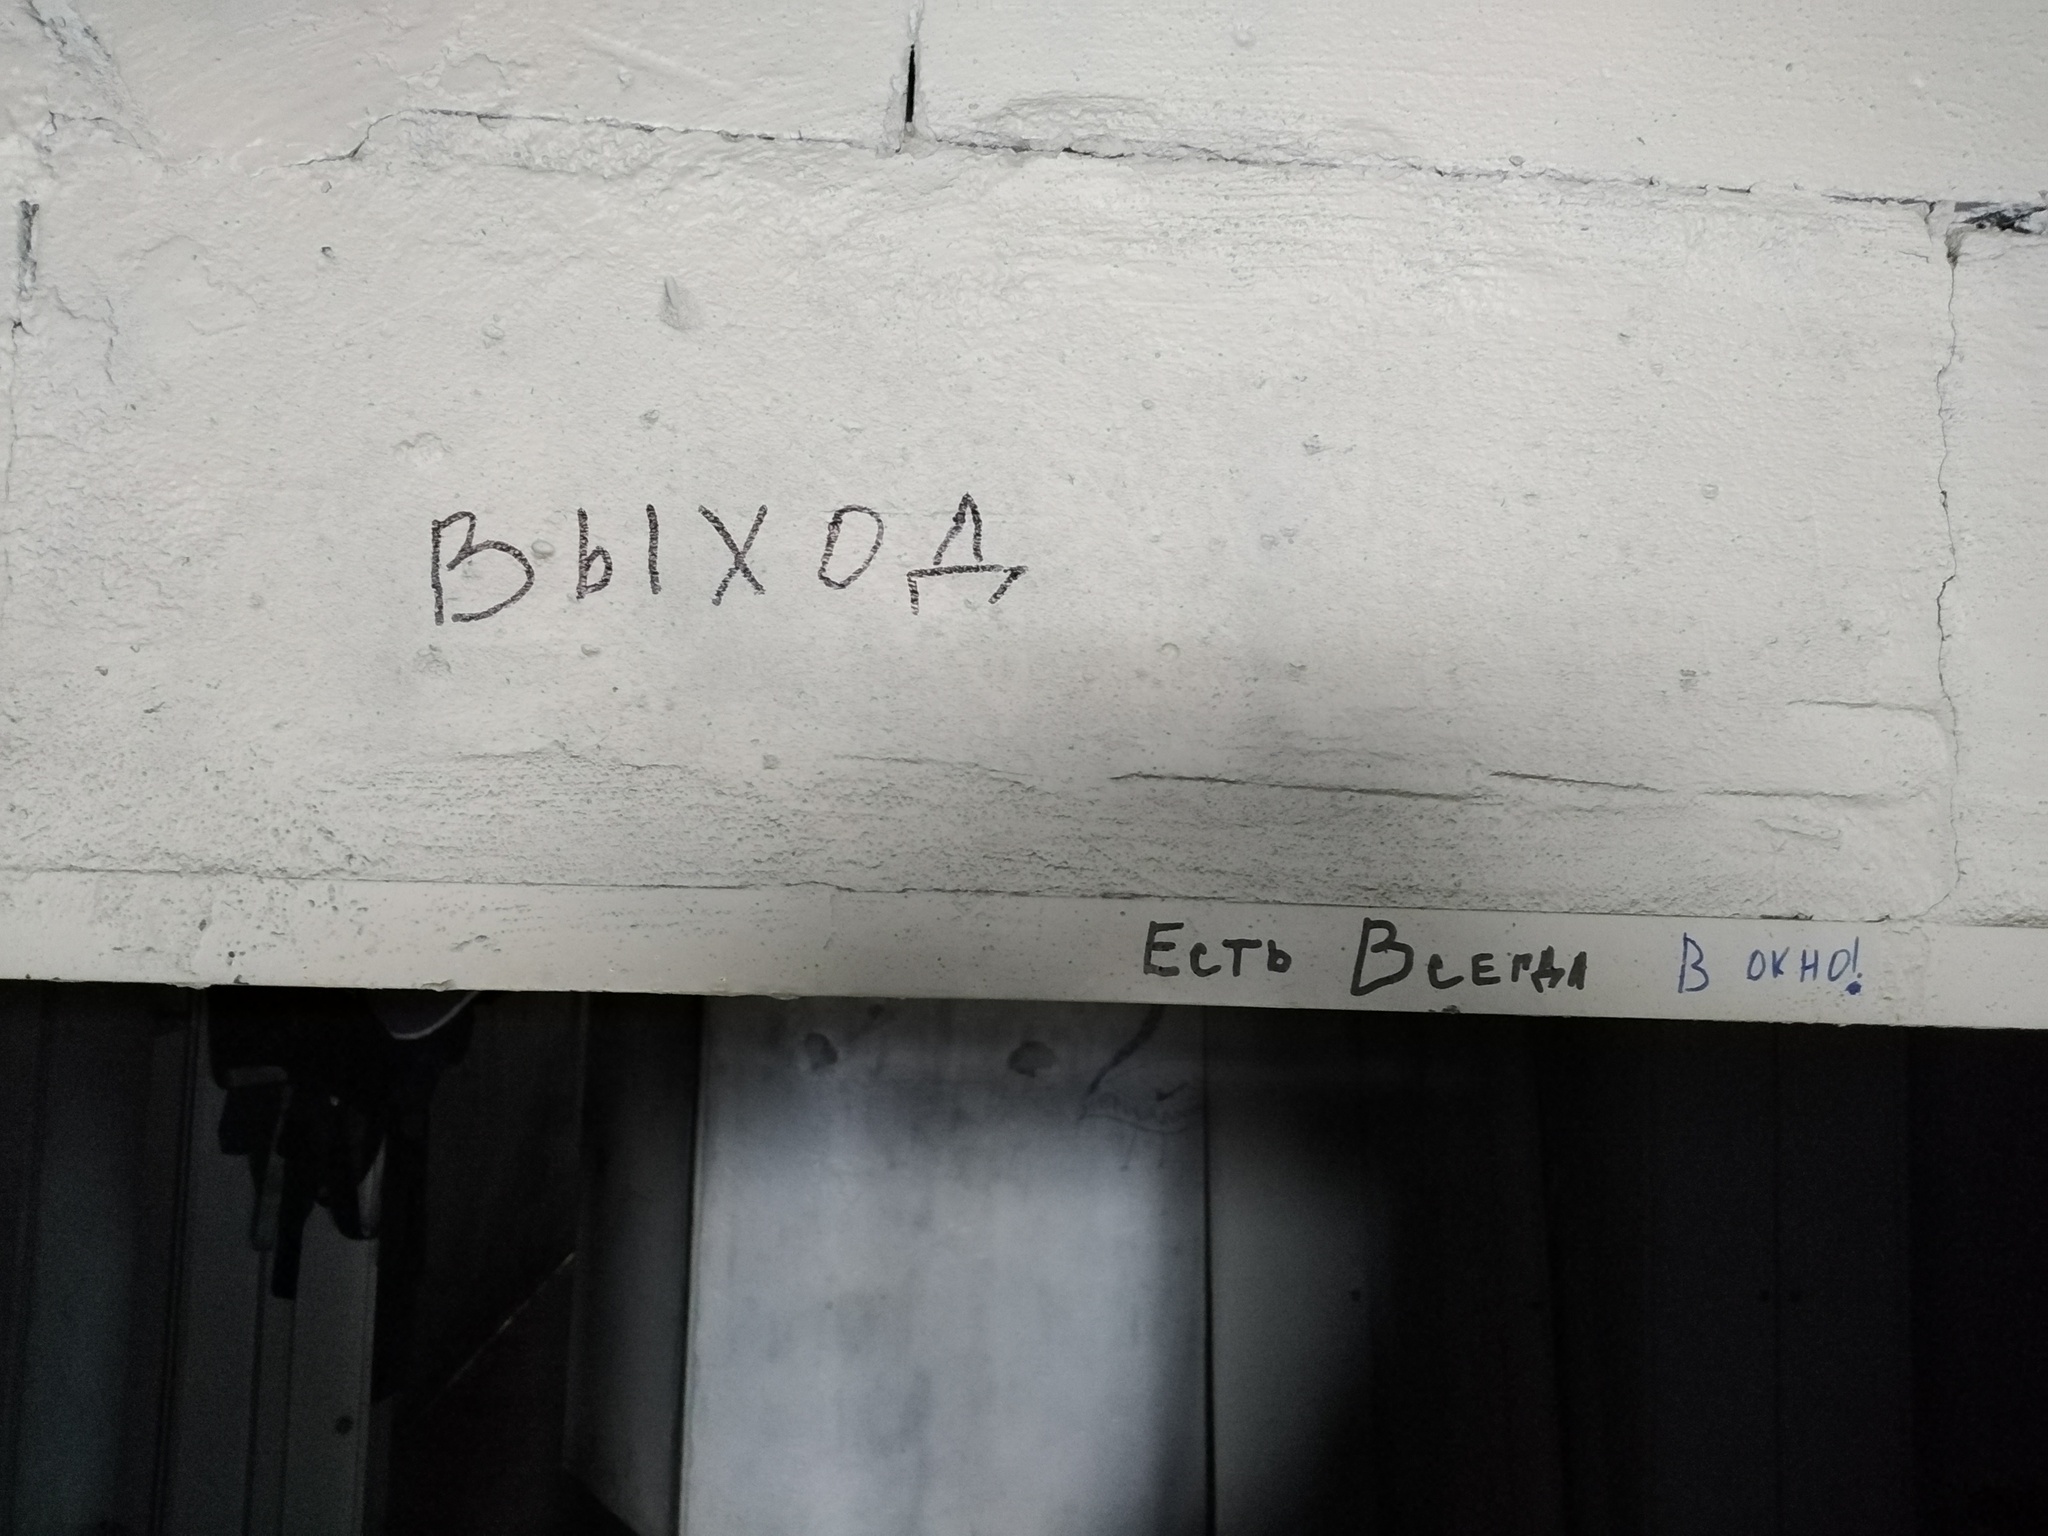 Выход
Есть Всегда в окно!